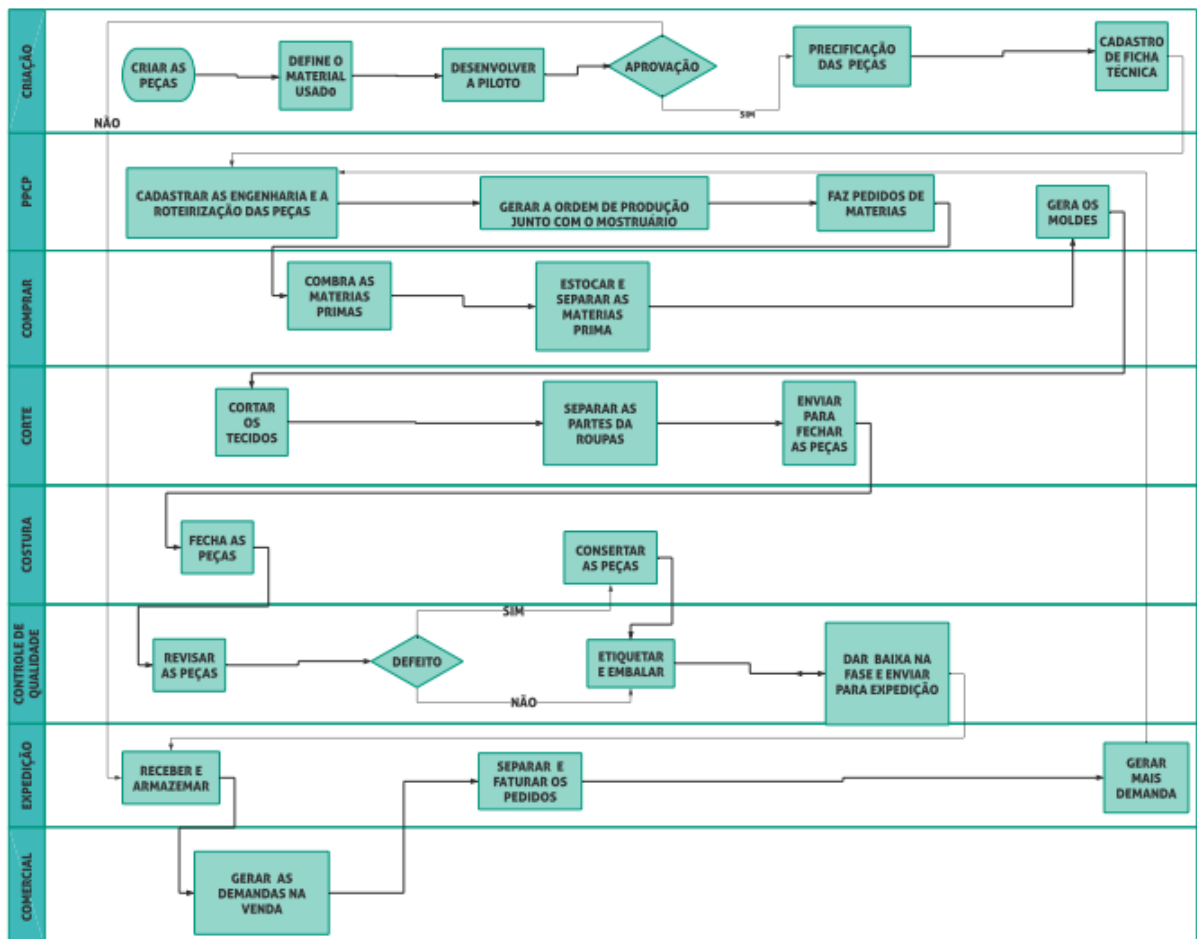 CRIAÇÃO
CRIAR AS
PEÇAS
DEFINE O
MATERIAL
USADO
DESENVOLVER
A PILOTO
APROVAÇÃO
PRECIFICAÇÃO
DAS PEÇAS
CADASTRO
DE FICHA
TÉCNICA
SIM
NÃO
PPCP
CADASTRAR AS ENGENHARIA E A
ROTEIRIZAÇÃO DAS PEÇAS
GERAR A ORDEM DE PRODUÇÃO
JUNTO COM O MOSTRUÁRIO
FAZ PEDIDOS DE
MATERIAS
GERA OS
MOLDES
COMPRAR
COMBRA AS
MATERIAS
PRIMAS
ESTOCAR E
SEPARAR AS
MATERIAS
PRIMA
CORTE
CORTAR
OS
TECIDOS
SEPARAR AS
PARTES DA
ROUPAS
ENVIAR
PARA
FECHAR
AS PEÇAS
COSTURA
FECHA AS
PEÇAS
CONSERTAR
AS PEÇAS
CONTROLE DE
QUALIDADE
REVISAR
AS PEÇAS
DEFEITO
SIM
NÃO
ETIQUETAR
E EMBALAR
DAR BAIXA NA
FASE E ENVIAR
PARA EXPEDIÇÃO
EXPEDIÇÃO
RECEBER E
ARMAZEMAR
SEPARAR E
FATURAR OS
PEDIDOS
GERAR
MAIS
DEMANDA
COMERCIAL
GERAR AS
DEMANDAS NA
VENDA